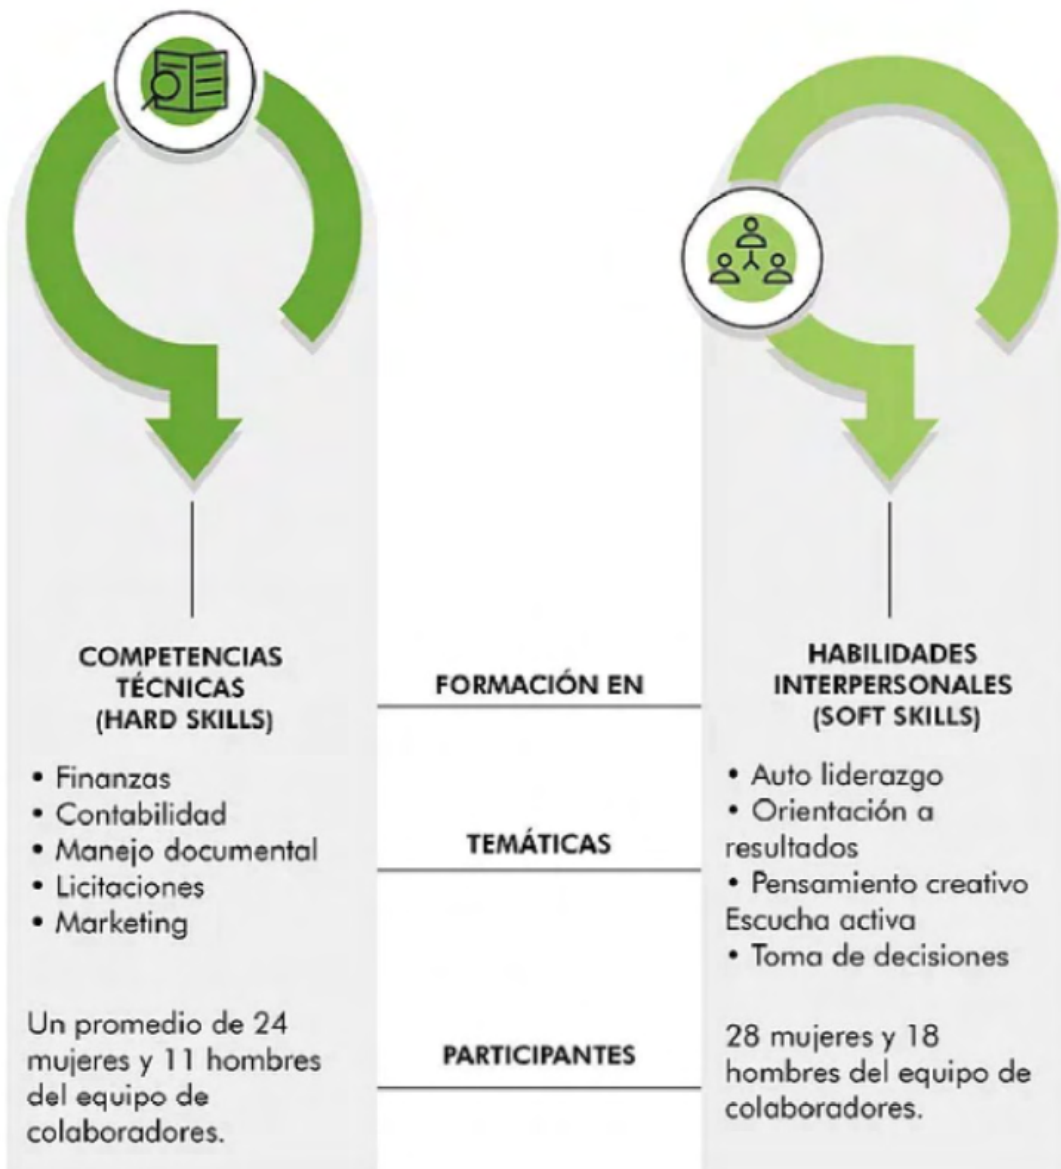 COMPETENCIAS
TÉCNICAS
(HARD SKILLS)
• Finanzas
• Contabilidad
• Manejo documental
• Licitaciones
• Marketing
Un promedio de 24
mujeres y 11 hombres
del equipo de
colaboradores.
FORMACIÓN EN
TEMÁTICAS
PARTICIPANTES
HABILIDADES
INTERPERSONALES
(SOFT SKILLS)
• Auto liderazgo
• Orientación a
resultados
• Pensamiento creativo
Escucha activa
• Toma de decisiones
28 mujeres y 18
hombres del equipo de
colaboradores.